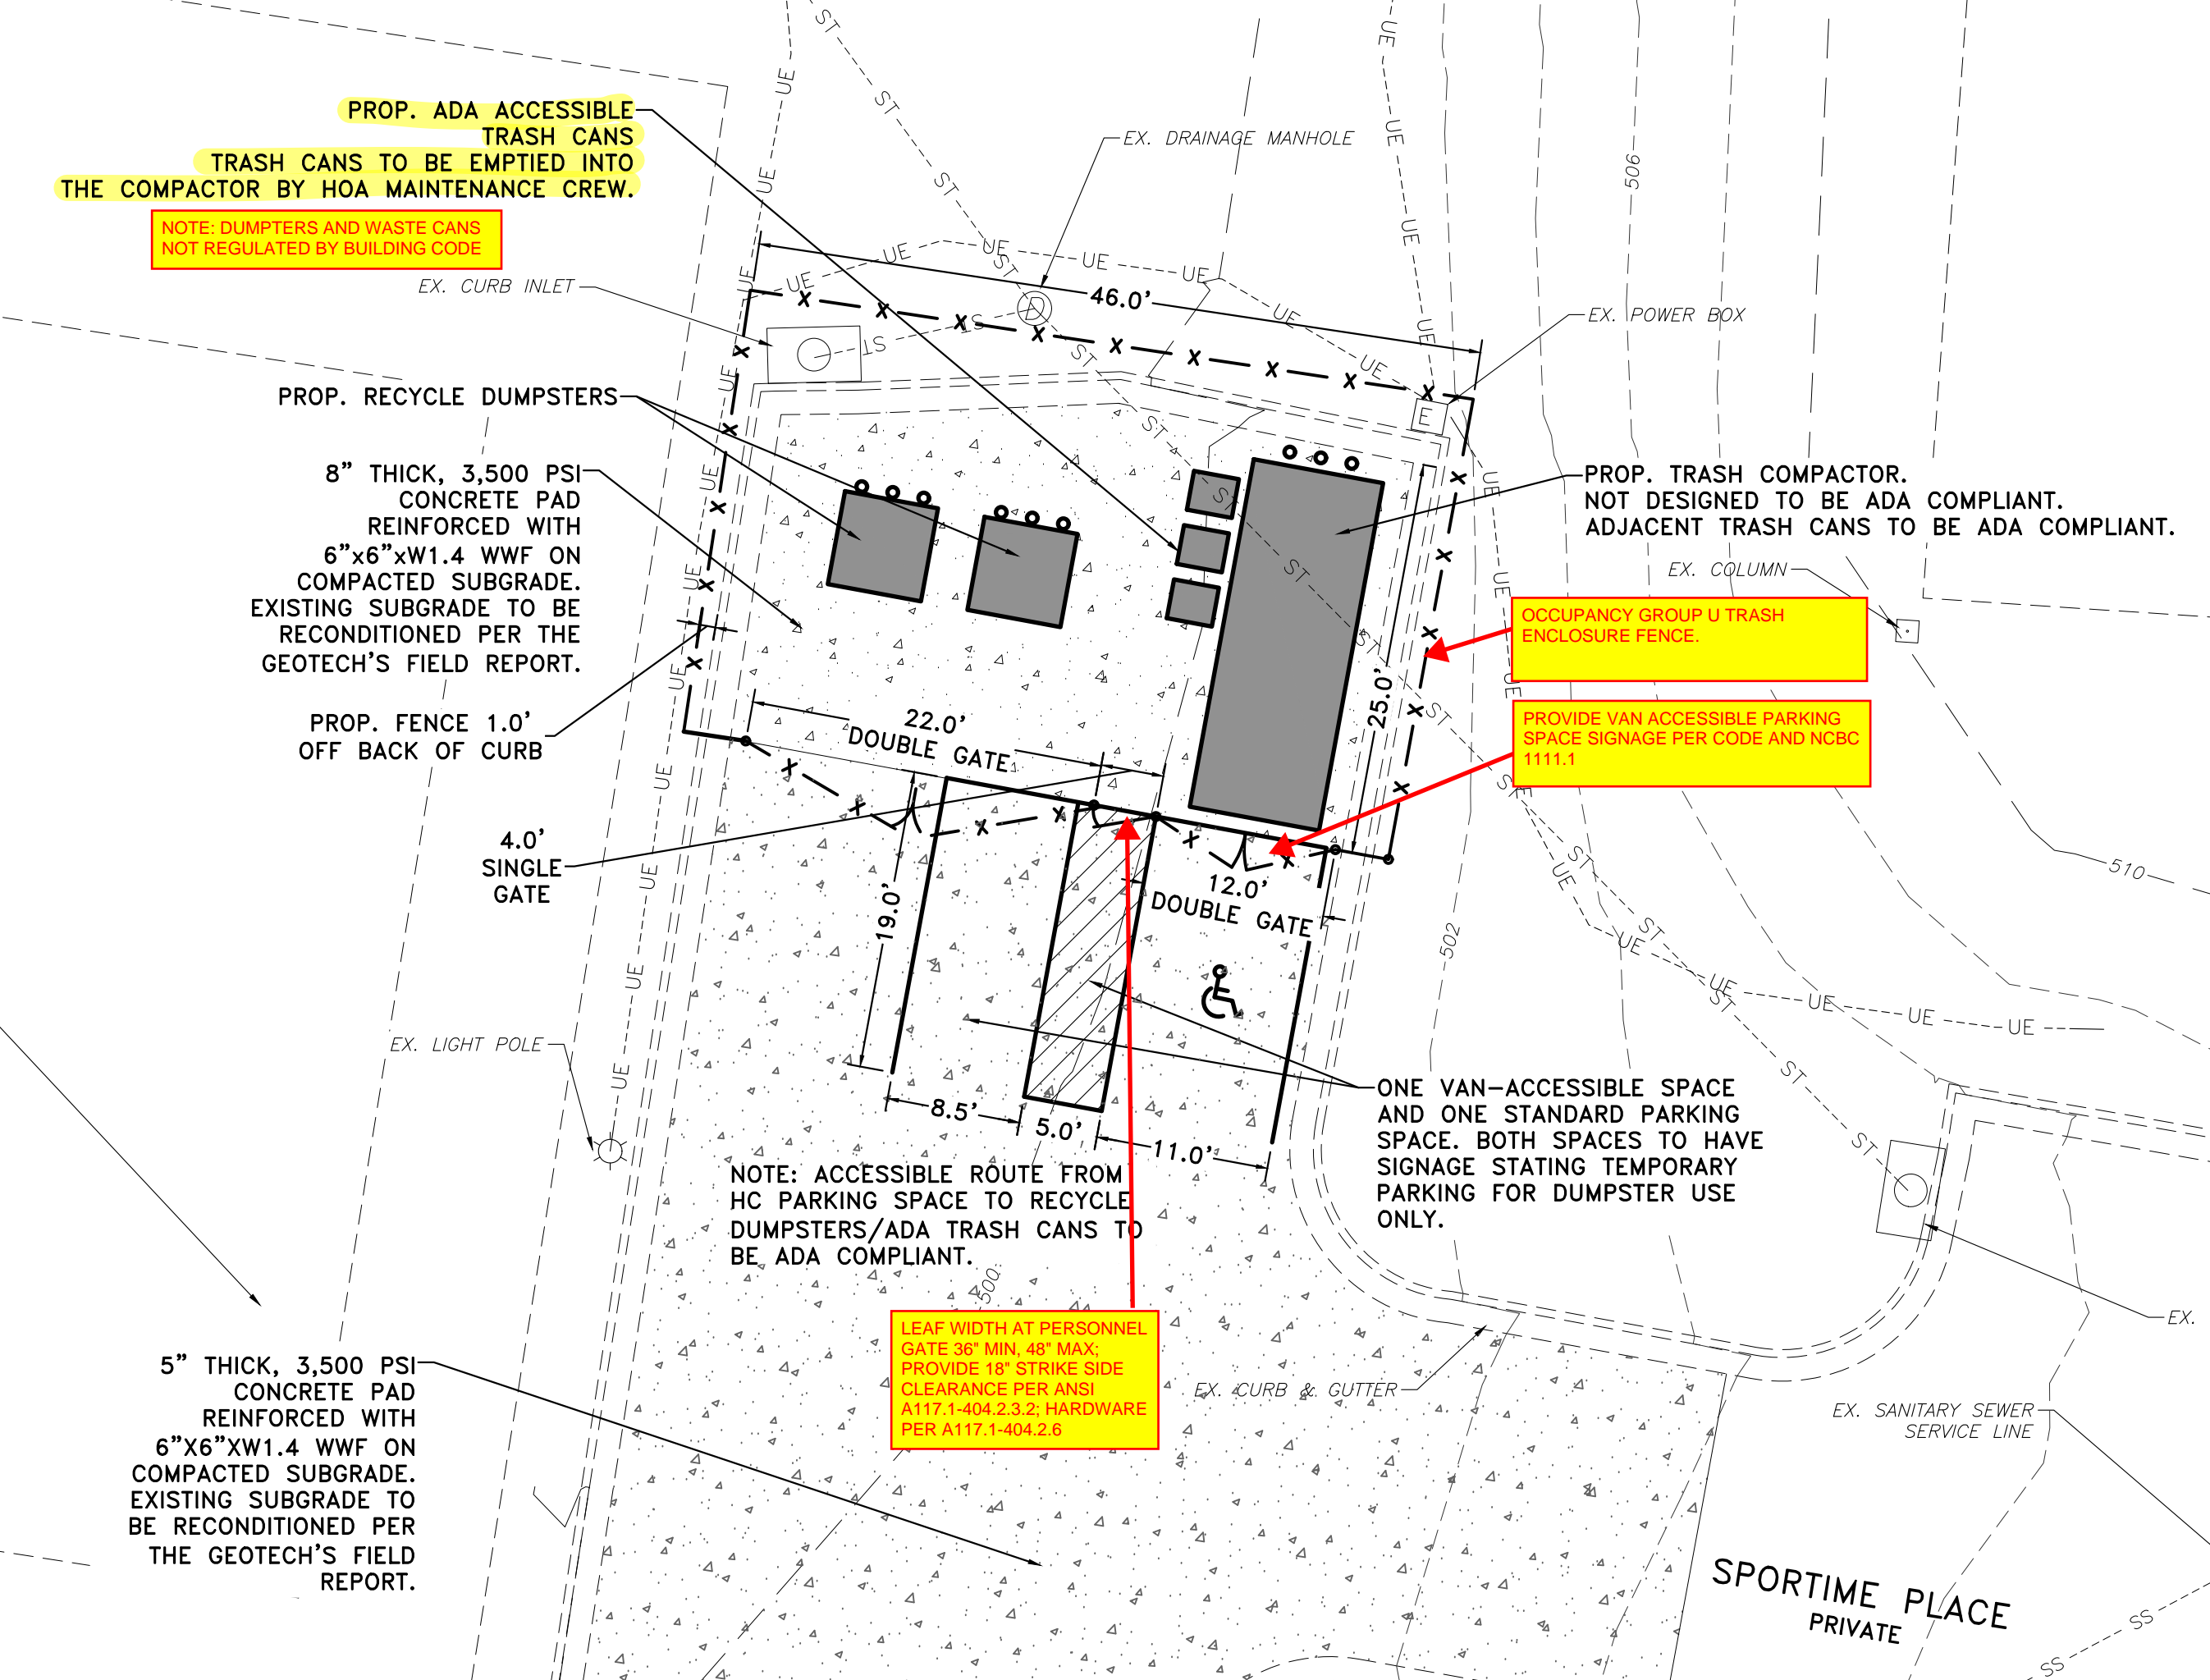 PROP. ADA ACCESSIBLE
TRASH CANS
TRASH CANS TO BE EMPTIED INTO
THE COMPACTOR BY HOA MAINTENANCE CREW.
NOTE: DUMPTERS AND WASTE CANS
NOT REGULATED BY BUILDING CODE
EX. CURB INLET
EX. DRAINAGE MANHOLE
D
46.0'
EX. POWER BOX
E
506
PROP. RECYCLE DUMPSTERS
8" THICK, 3,500 PSI
CONCRETE PAD
REINFORCED WITH
6"x6"xW1.4 WWF ON
COMPACTED SUBGRADE.
EXISTING SUBGRADE TO BE
RECONDITIONED PER THE
GEOTECH'S FIELD REPORT.
PROP. TRASH COMPACTOR.
NOT DESIGNED TO BE ADA COMPLIANT.
ADJACENT TRASH CANS TO BE ADA COMPLIANT.
EX. COLUMN
OCCUPANCY GROUP U TRASH
ENCLOSURE FENCE.
PROVIDE VAN ACCESSIBLE PARKING
SPACE SIGNAGE PER CODE AND NCBC
1111.1
PROP. FENCE 1.0'
OFF BACK OF CURB
22.0'
DOUBLE GATE
25.0'
4.0'
SINGLE
GATE
19.0'
12.0'
DOUBLE GATE
502
510
EX. LIGHT POLE
8.5'
5.0'
11.0'
ONE VAN-ACCESSIBLE SPACE
AND ONE STANDARD PARKING
SPACE. BOTH SPACES TO HAVE
SIGNAGE STATING TEMPORARY
PARKING FOR DUMPSTER USE
ONLY.
NOTE: ACCESSIBLE ROUTE FROM
HC PARKING SPACE TO RECYCLE
DUMPSTERS/ADA TRASH CANS TO
BE ADA COMPLIANT.
500
LEAF WIDTH AT PERSONNEL
GATE 36" MIN, 48" MAX;
PROVIDE 18" STRIKE SIDE
CLEARANCE PER ANSI
A117.1-404.2.3.2; HARDWARE
PER A117.1-404.2.6
EX. CURB & GUTTER
EX.
EX. SANITARY SEWER
SERVICE LINE
5" THICK, 3,500 PSI
CONCRETE PAD
REINFORCED WITH
6"X6"XW1.4 WWF ON
COMPACTED SUBGRADE.
EXISTING SUBGRADE TO
BE RECONDITIONED PER
THE GEOTECH'S FIELD
REPORT.
SPORTIME PLACE
PRIVATE
UE
ST
SS
SS